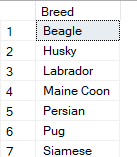 Breed
1 Beagle
2 Husky
3 Labrador
4 Maine Coon
5 Persian
6 Pug
7 Siamese